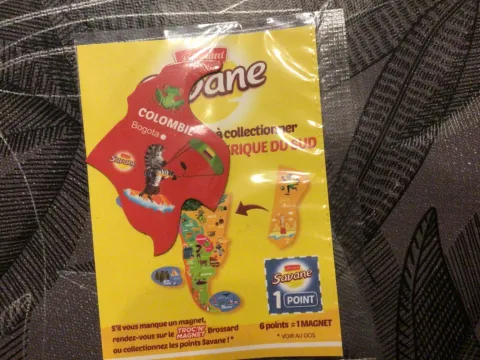 Brossard
Savane
COLOMBIE
Bogota
à collectionner
RIQUE DU SUD
Savane
Savane
1 POINT
S'il vous manque un magnet,
rendez-vous sur le TROC'N' MAGNET Brossard
ou collectionnez les points Savane ! *
6 points = 1 MAGNET
* VOIR AU DOS